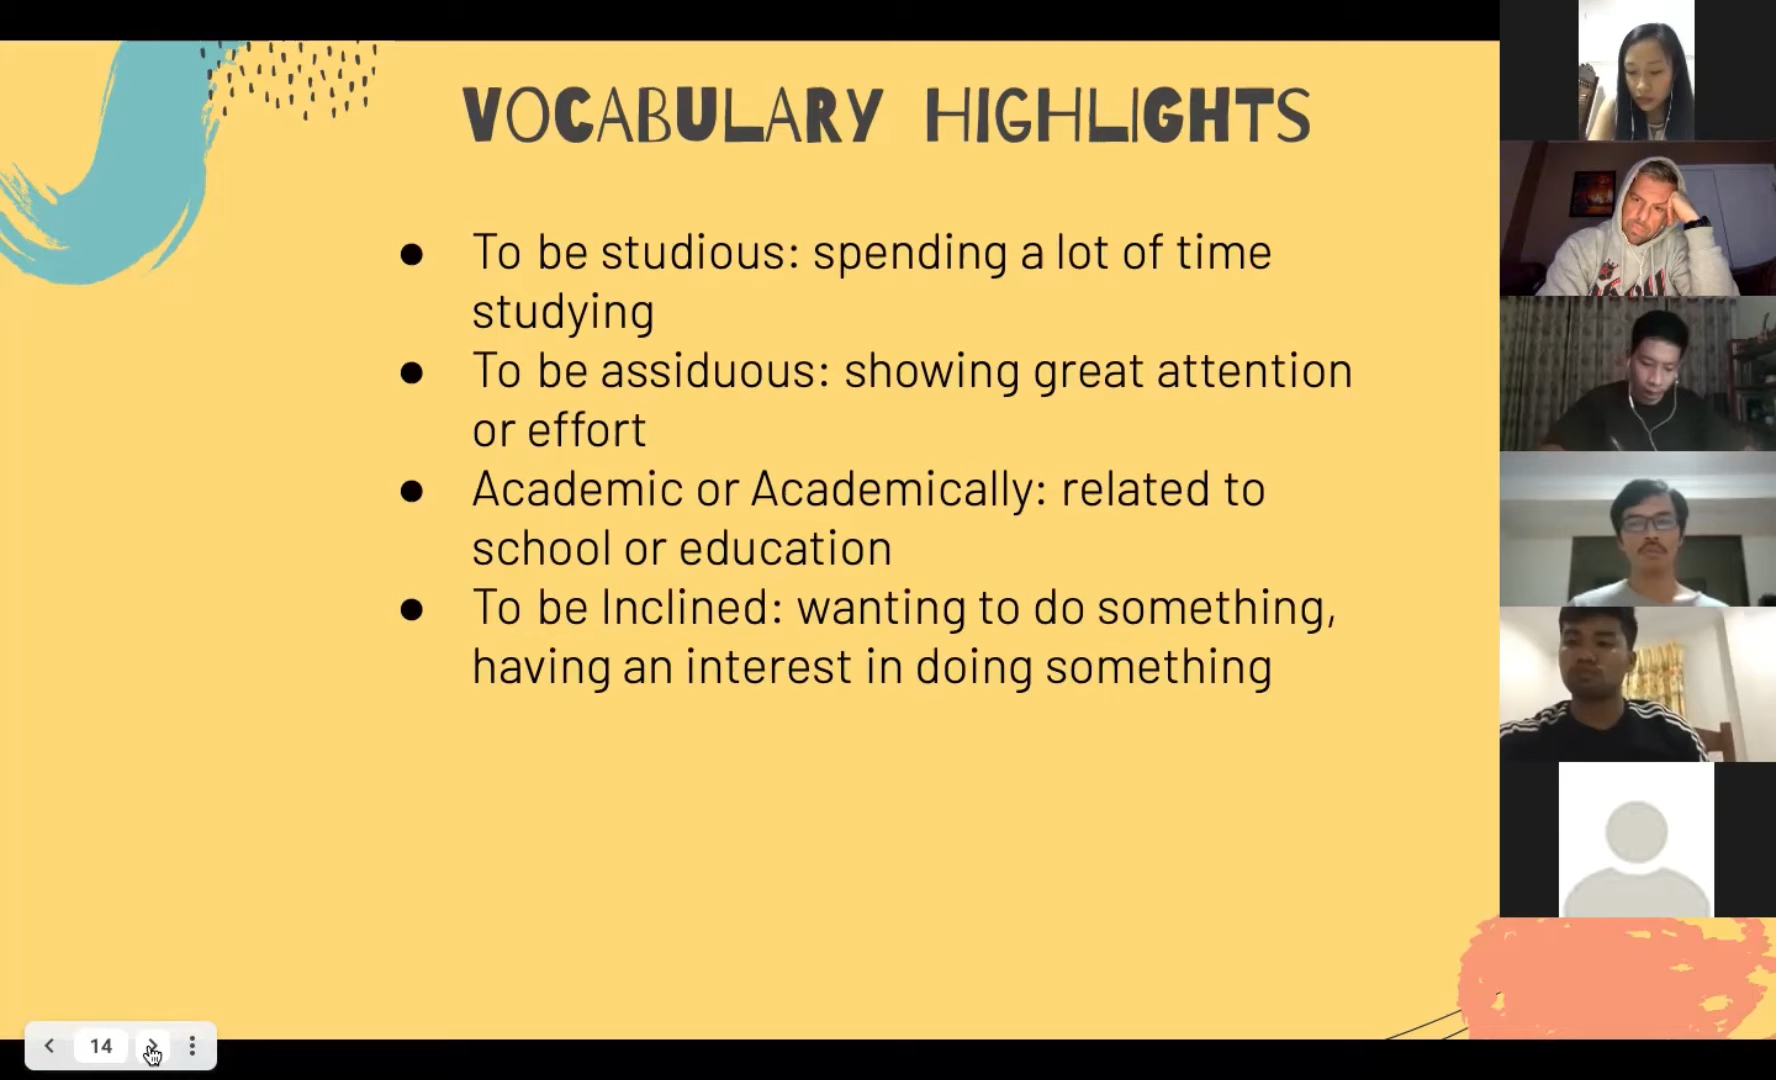 VOCABULARY HIGHLIGHTS
● To be studious: spending a lot of time
studying
● To be assiduous: showing great attention
or effort
● Academic or Academically: related to
school or education
● To be Inclined: wanting to do something,
having an interest in doing something
14